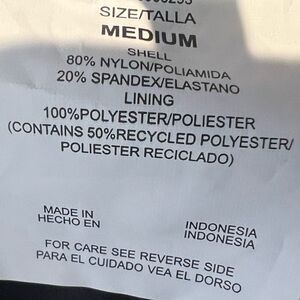 SIZE/TALLA
MEDIUM
SHELL
80% NYLON/POLIAMIDA
20% SPANDEX/ELASTANO
LINING
100%POLYESTER/POLIESTER
(CONTAINS 50%RECYCLED POLYESTER/
POLIESTER RECICLADO)
MADE IN INDONESIA
HECHO EN INDONESIA
FOR CARE SEE REVERSE SIDE
PARA EL CUIDADO VEA EL DORSO